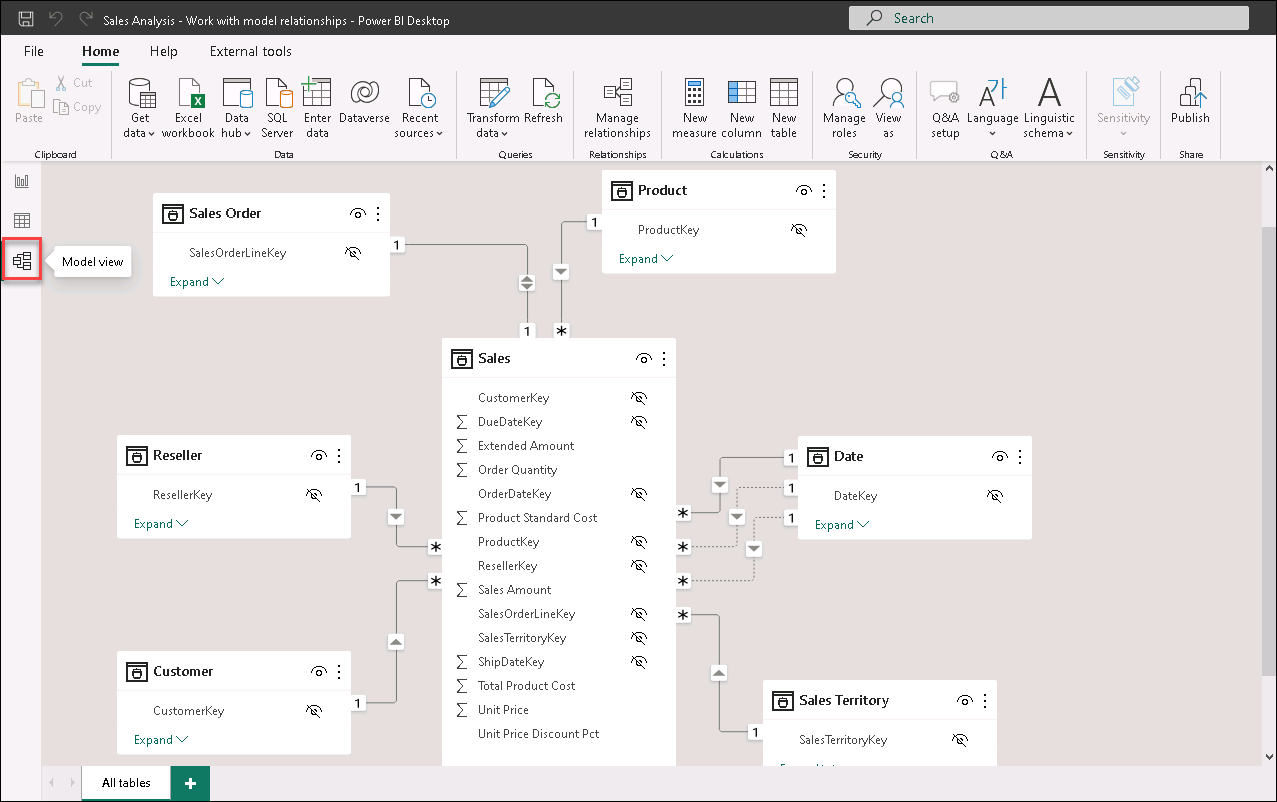 Sales Analysis - Work with model relationships - Power BI Desktop
Search
File Home Help External tools
Paste
Cut
Copy
Get data
Excel workbook
Data hub
SQL Server
Enter data
Dataverse
Recent sources
Transform data
Refresh
Manage relationships
New measure
New column
New table
Manage roles
View as
Q&A setup
Language
Linguistic schema
Sensitivity
Publish
Clipboard
Data
Queries
Relationships
Calculations
Security
Q&A
Sensitivity
Share
Model view
Sales Order
SalesOrderLineKey
Expand
1
1
Product
ProductKey
Expand
1
*
Sales
CustomerKey
DueDateKey
Extended Amount
Order Quantity
OrderDateKey
Product Standard Cost
ProductKey
ResellerKey
Sales Amount
SalesOrderLineKey
SalesTerritoryKey
ShipDateKey
Total Product Cost
Unit Price
Unit Price Discount Pct
Reseller
ResellerKey
Expand
1
*
Customer
CustomerKey
Expand
1
*
Date
DateKey
Expand
1
1
1
*
*
*
*
Sales Territory
SalesTerritoryKey
1
All tables